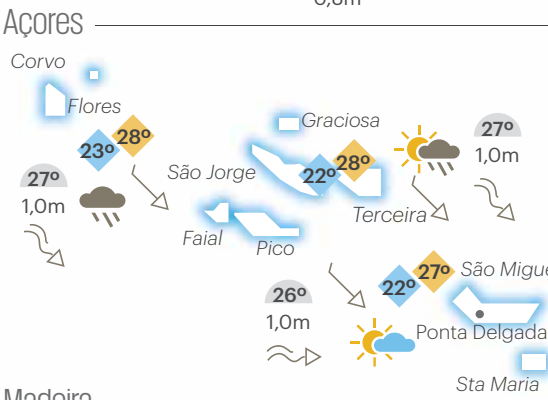 Açores
Corvo
Flores
23º 28º
27º
1,0m
Graciosa
São Jorge
22º 28º
Terceira
27º
1,0m
Faial
Pico
26º
1,0m
22º 27º
São Migue
Ponta Delgada
Sta Maria